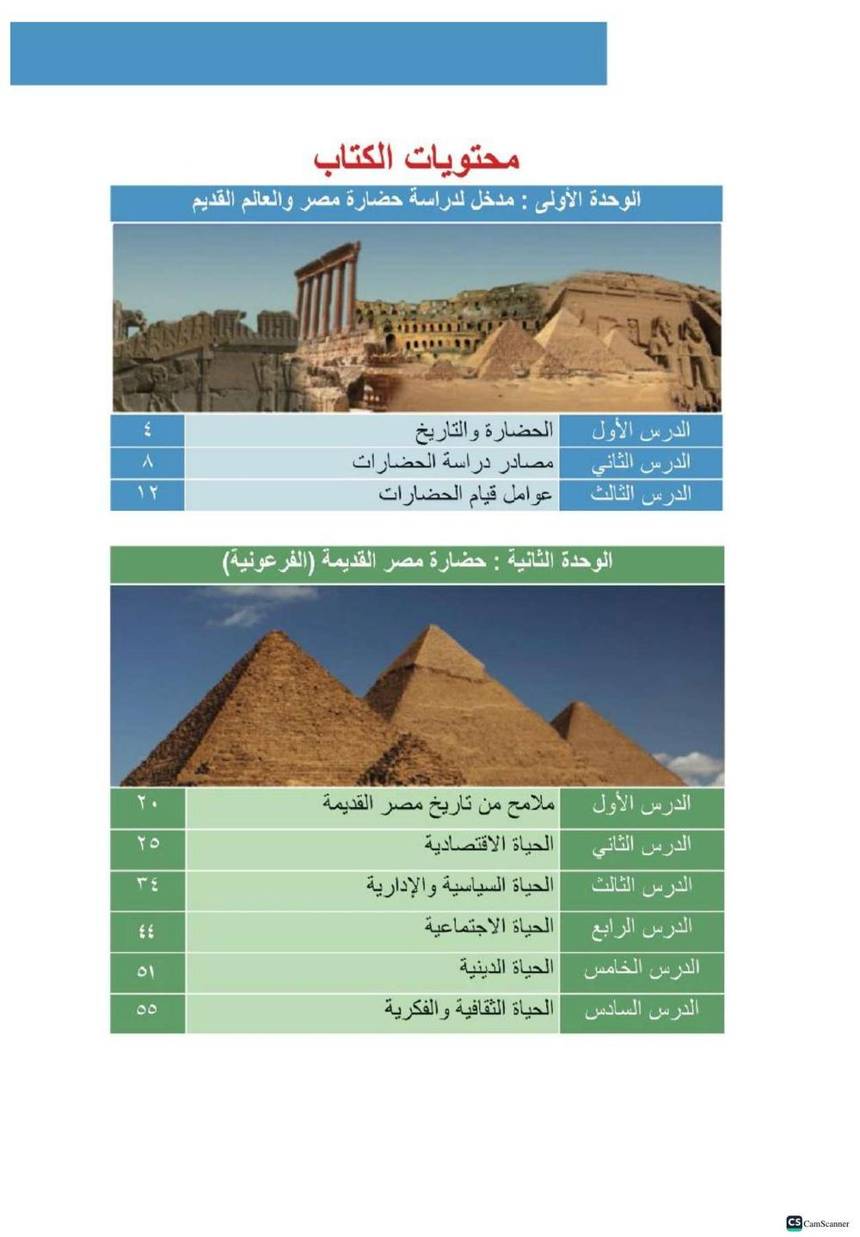 محتويات الكتاب
الوحدة الأولى : مدخل لدراسة حضارة مصر والعالم القديم
الدرس الأول الحضارة والتاريخ ٤
الدرس الثاني مصادر دراسة الحضارات ٨
الدرس الثالث عوامل قيام الحضارات ١٢
الوحدة الثانية : حضارة مصر القديمة (الفرعونية)
الدرس الأول ملامح من تاريخ مصر القديمة ٢٠
الدرس الثاني الحياة الاقتصادية ٢٥
الدرس الثالث الحياة السياسية والإدارية ٣٤
الدرس الرابع الحياة الاجتماعية ٤٤
الدرس الخامس الحياة الدينية ٥١
الدرس السادس الحياة الثقافية والفكرية ٥٥
CS CamScanner